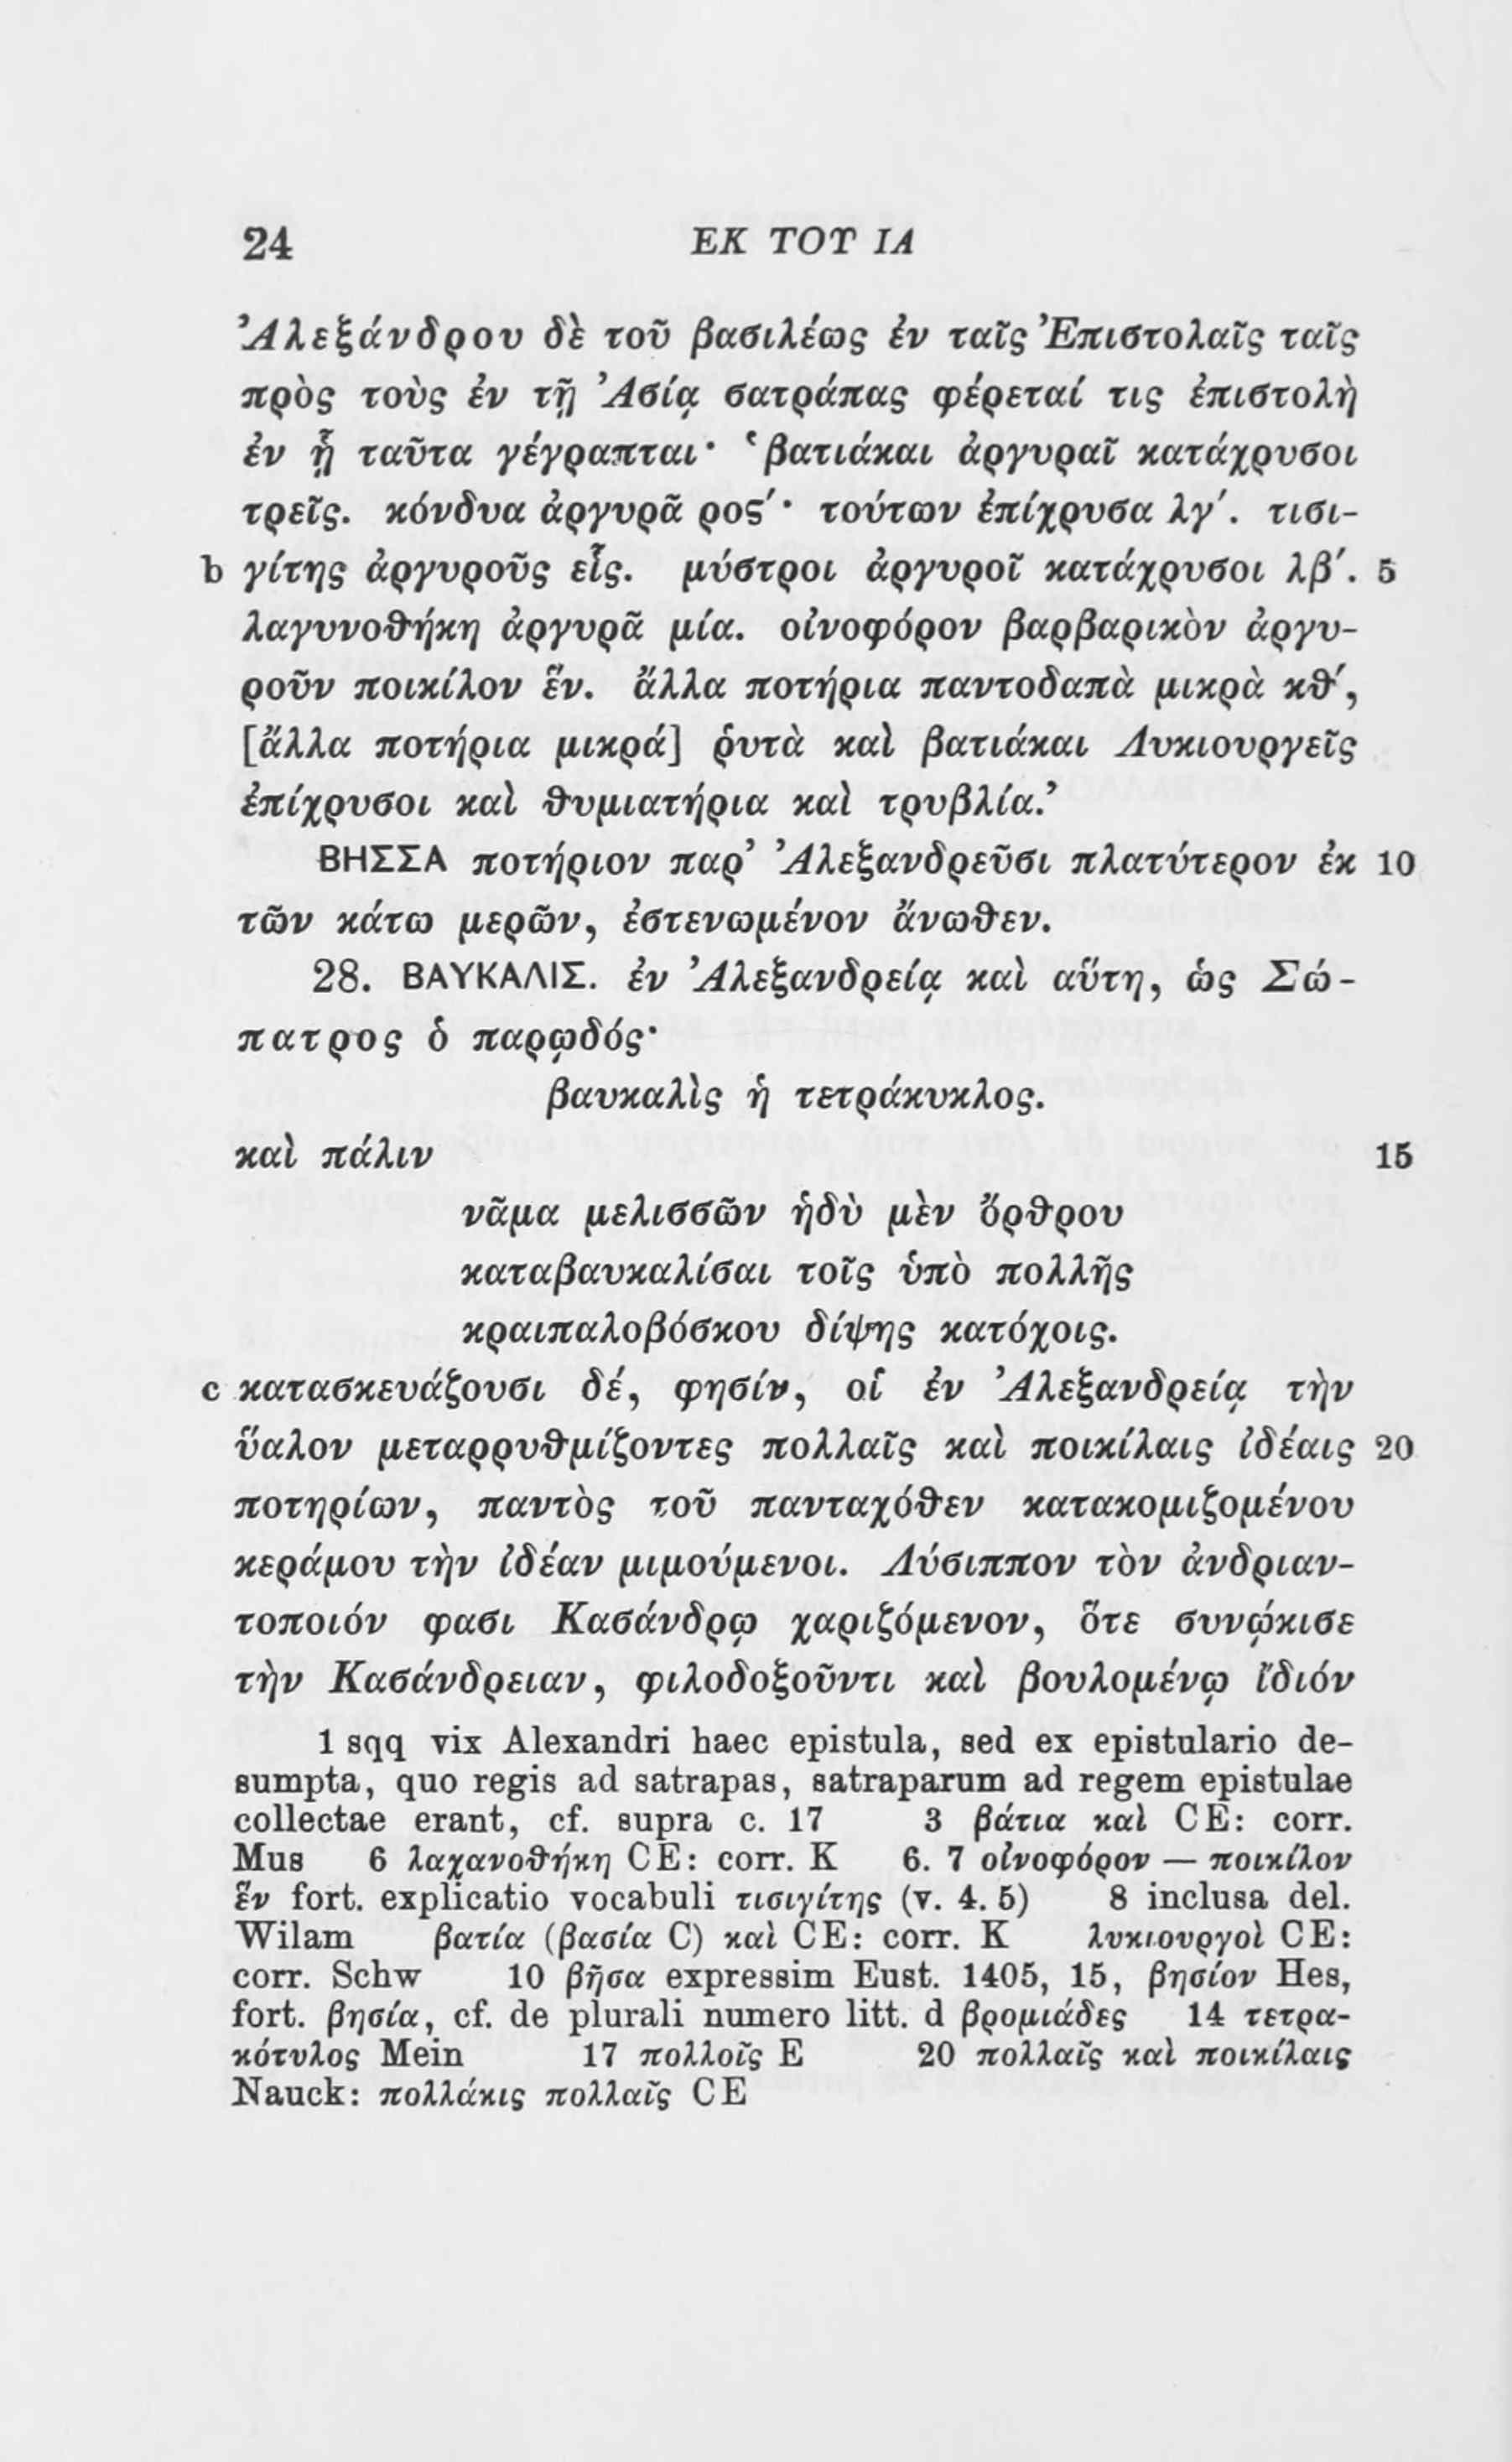 24 ΕΚ ΤΟΥ ΙΑ
Ἀλεξάνδρου δὲ τοῦ βασιλέως ἐν ταῖς Ἐπιστολαῖς ταῖς
πρὸς τοὺς ἐν τῇ Ἀσίᾳ σατράπας φέρεταί τις ἐπιστολὴ
ἐν ᾗ ταῦτα γέγραπται· ‘βατιάκαι ἀργυραῖ κατάχρυσοι
τρεῖς. κόνδυα ἀργυρᾶ ρος′· τούτων ἐπίχρυσα λγ′. τισι-
b γίτης ἀργυροῦς εἷς. μύστροι ἀργυροῖ κατάχρυσοι λβ′. 5
λαγυνοθήκη ἀργυρᾶ μία. οἰνοφόρον βαρβαρικὸν ἀργυ-
ροῦν ποικίλον ἕν. ἄλλα ποτήρια παντοδαπὰ μικρὰ κθ′,
[ἄλλα ποτήρια μικρά] ῥυτὰ καὶ βατιάκαι Λυκιουργεῖς
ἐπίχρυσοι καὶ θυμιατήρια καὶ τρυβλία.’
ΒΗΣΣΑ ποτήριον παρ’ Ἀλεξανδρεῦσι πλατύτερον ἐκ 10
τῶν κάτω μερῶν, ἐστενωμένον ἄνωθεν.
28. ΒΑΥΚΑΛΙΣ. ἐν Ἀλεξανδρείᾳ καὶ αὕτη, ὡς Σώ-
πατρος ὁ παρῳδός·
βαυκαλὶς ἡ τετράκυκλος.
καὶ πάλιν 15
νᾶμα μελισσῶν ἡδὺ μὲν ὄρθρου
καταβαυκαλίσαι τοῖς ὑπὸ πολλῆς
κραιπαλοβόσκου δίψης κατόχοις.
c κατασκευάζουσι δέ, φησίν, οἱ ἐν Ἀλεξανδρείᾳ τὴν
ὕαλον μεταρρυθμίζοντες πολλαῖς καὶ ποικίλαις ἰδέαις 20
ποτηρίων, παντὸς τοῦ πανταχόθεν κατακομιζομένου
κεράμου τὴν ἰδέαν μιμούμενοι. Λύσιππον τὸν ἀνδριαν-
τοποιόν φασι Κασάνδρῳ χαριζόμενον, ὅτε συνῴκισε
τὴν Κασάνδρειαν, φιλοδοξοῦντι καὶ βουλομένῳ ἴδιόν
1 sqq vix Alexandri haec epistula, sed ex epistulario de-
sumpta, quo regis ad satrapas, satraparum ad regem epistulae
collectae erant, cf. supra c. 17 3 βάτια καὶ CE: corr.
Mus 6 λαχανοθήκη CE: corr. K 6. 7 οἰνοφόρον — ποικίλον
ἕν fort. explicatio vocabuli τισιγίτης (v. 4. 5) 8 inclusa del.
Wilam βατία (βασία C) καὶ CE: corr. K λυκιουργοὶ CE:
corr. Schw 10 βῆσα expressim Eust. 1405, 15, βησίον Hes,
fort. βησία, cf. de plurali numero litt. d βρομιάδες 14 τετρα-
κότυλος Mein 17 πολλοῖς E 20 πολλαῖς καὶ ποικίλαις
Nauck: πολλάκις πολλαῖς CE